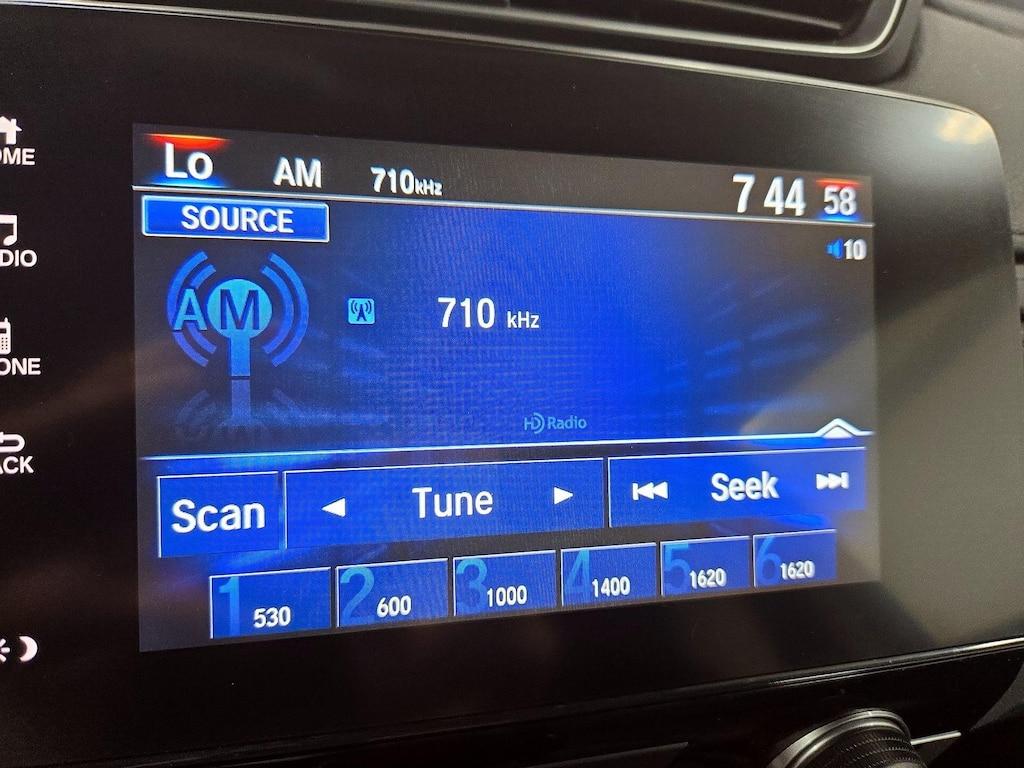 Lo AM 710kHz 7 44 58
SOURCE
10
AM
710 kHz
HD Radio
Scan ◄ Tune ► Seek
1 530 2 600 3 1000 4 1400 5 1620 6 1620
OME
DIO
ONE
ACK